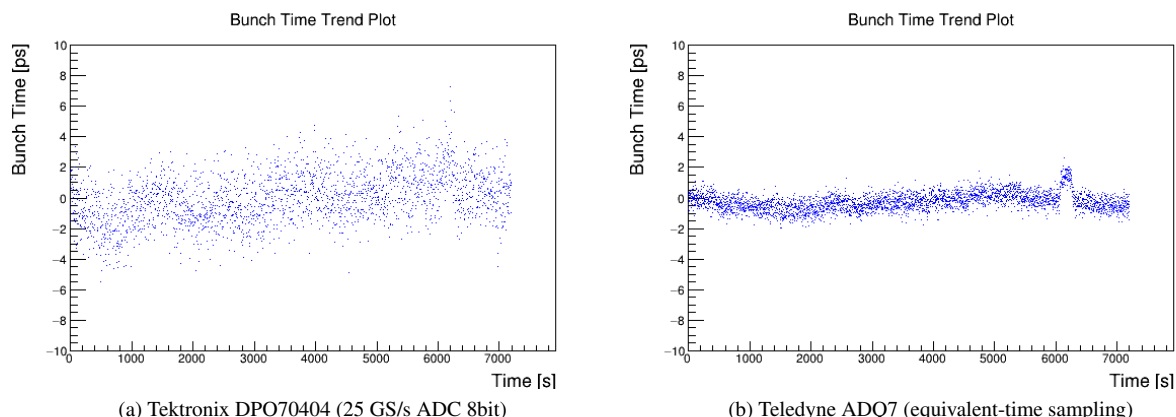 Bunch Time Trend Plot
Bunch Time [ps]
10
8
6
4
2
0
−2
−4
−6
−8
−10
0 1000 2000 3000 4000 5000 6000 7000
Time [s]
(a) Tektronix DPO70404 (25 GS/s ADC 8bit)
Bunch Time Trend Plot
Bunch Time [ps]
10
8
6
4
2
0
−2
−4
−6
−8
−10
0 1000 2000 3000 4000 5000 6000 7000
Time [s]
(b) Teledyne ADQ7 (equivalent-time sampling)